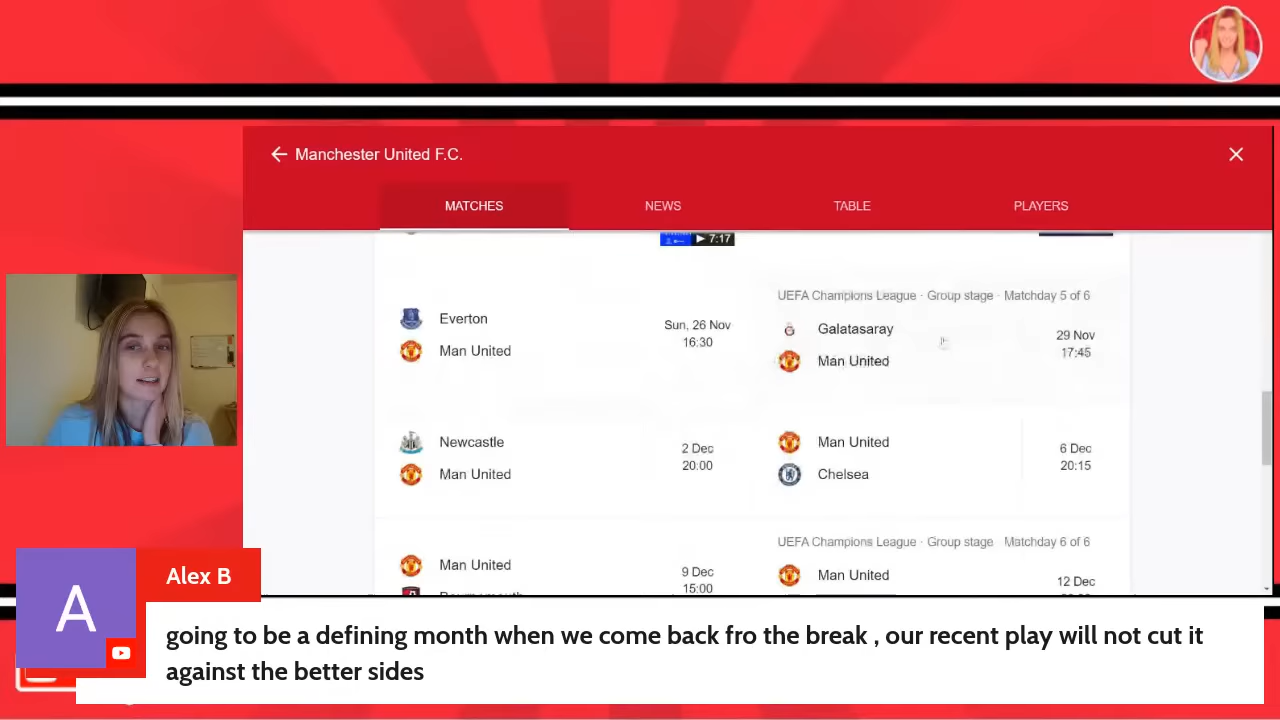 Manchester United F.C.
MATCHES NEWS TABLE PLAYERS
7:17
UEFA Champions League · Group stage · Matchday 5 of 6
Everton
Man United
Sun, 26 Nov
16:30
Galatasaray
Man United
29 Nov
17:45
Newcastle
Man United
2 Dec
20:00
Man United
Chelsea
6 Dec
20:15
UEFA Champions League · Group stage · Matchday 6 of 6
Man United
9 Dec
15:00
Man United
12 Dec
A
Alex B
going to be a defining month when we come back fro the break , our recent play will not cut it
against the better sides